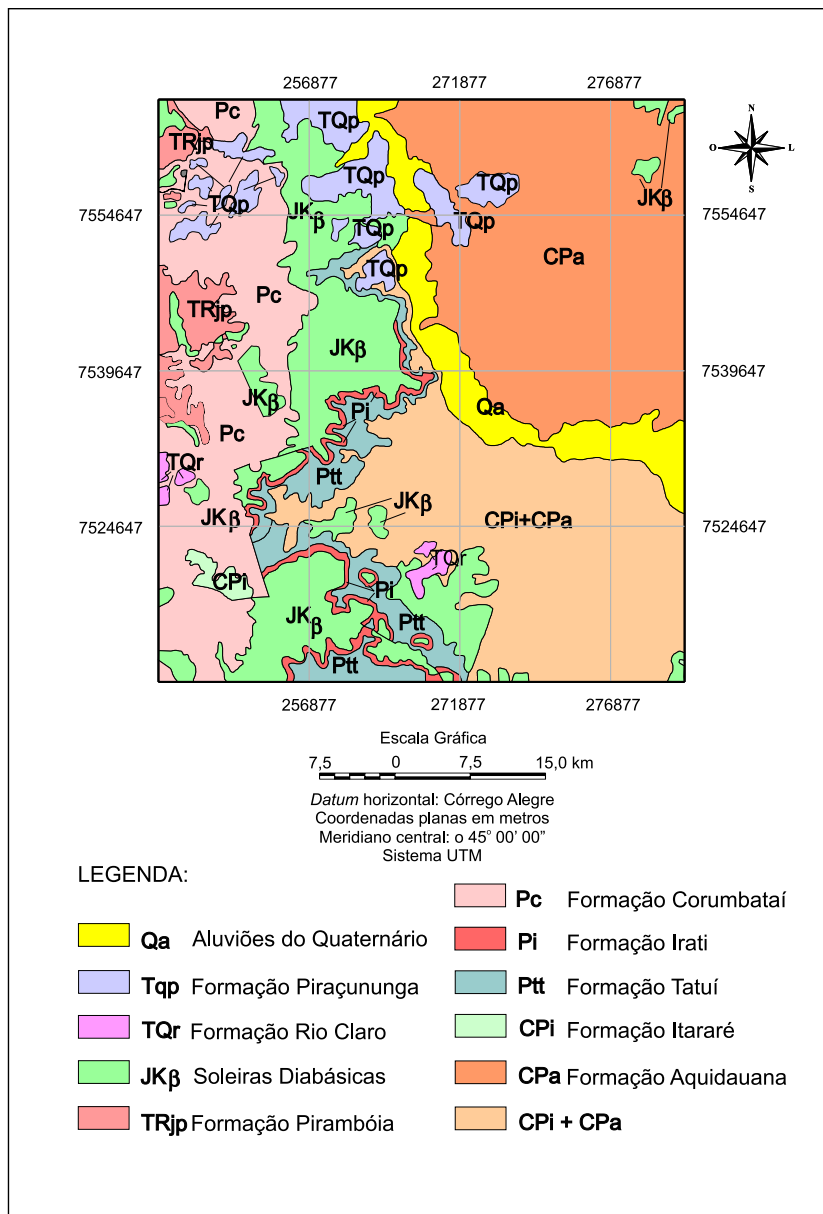 256877 271877 276877
N
O L
S
Pc
TQp
TRjp
TQp
TQp
TQp
JKβ
7554647 JKβ TQp 7554647
TQp
CPa
TQp
Pc
TRjp
JKβ
7539647 7539647
JKβ
Pi
Qa
Pc
TQr
Ptt
JKβ
7524647 JKβ CPi+CPa 7524647
TQr
CPi
Pi
JKβ
Ptt
Ptt
256877 271877 276877
Escala Gráfica
7,5 0 7,5 15,0 km
Datum horizontal: Córrego Alegre
Coordenadas planas em metros
Meridiano central: o 45° 00' 00"
Sistema UTM
LEGENDA:
Qa Aluviões do Quaternário
Tqp Formação Piraçununga
TQr Formação Rio Claro
JKβ Soleiras Diabásicas
TRjp Formação Pirambóia
Pc Formação Corumbataí
Pi Formação Irati
Ptt Formação Tatuí
CPi Formação Itararé
CPa Formação Aquidauana
CPi + CPa